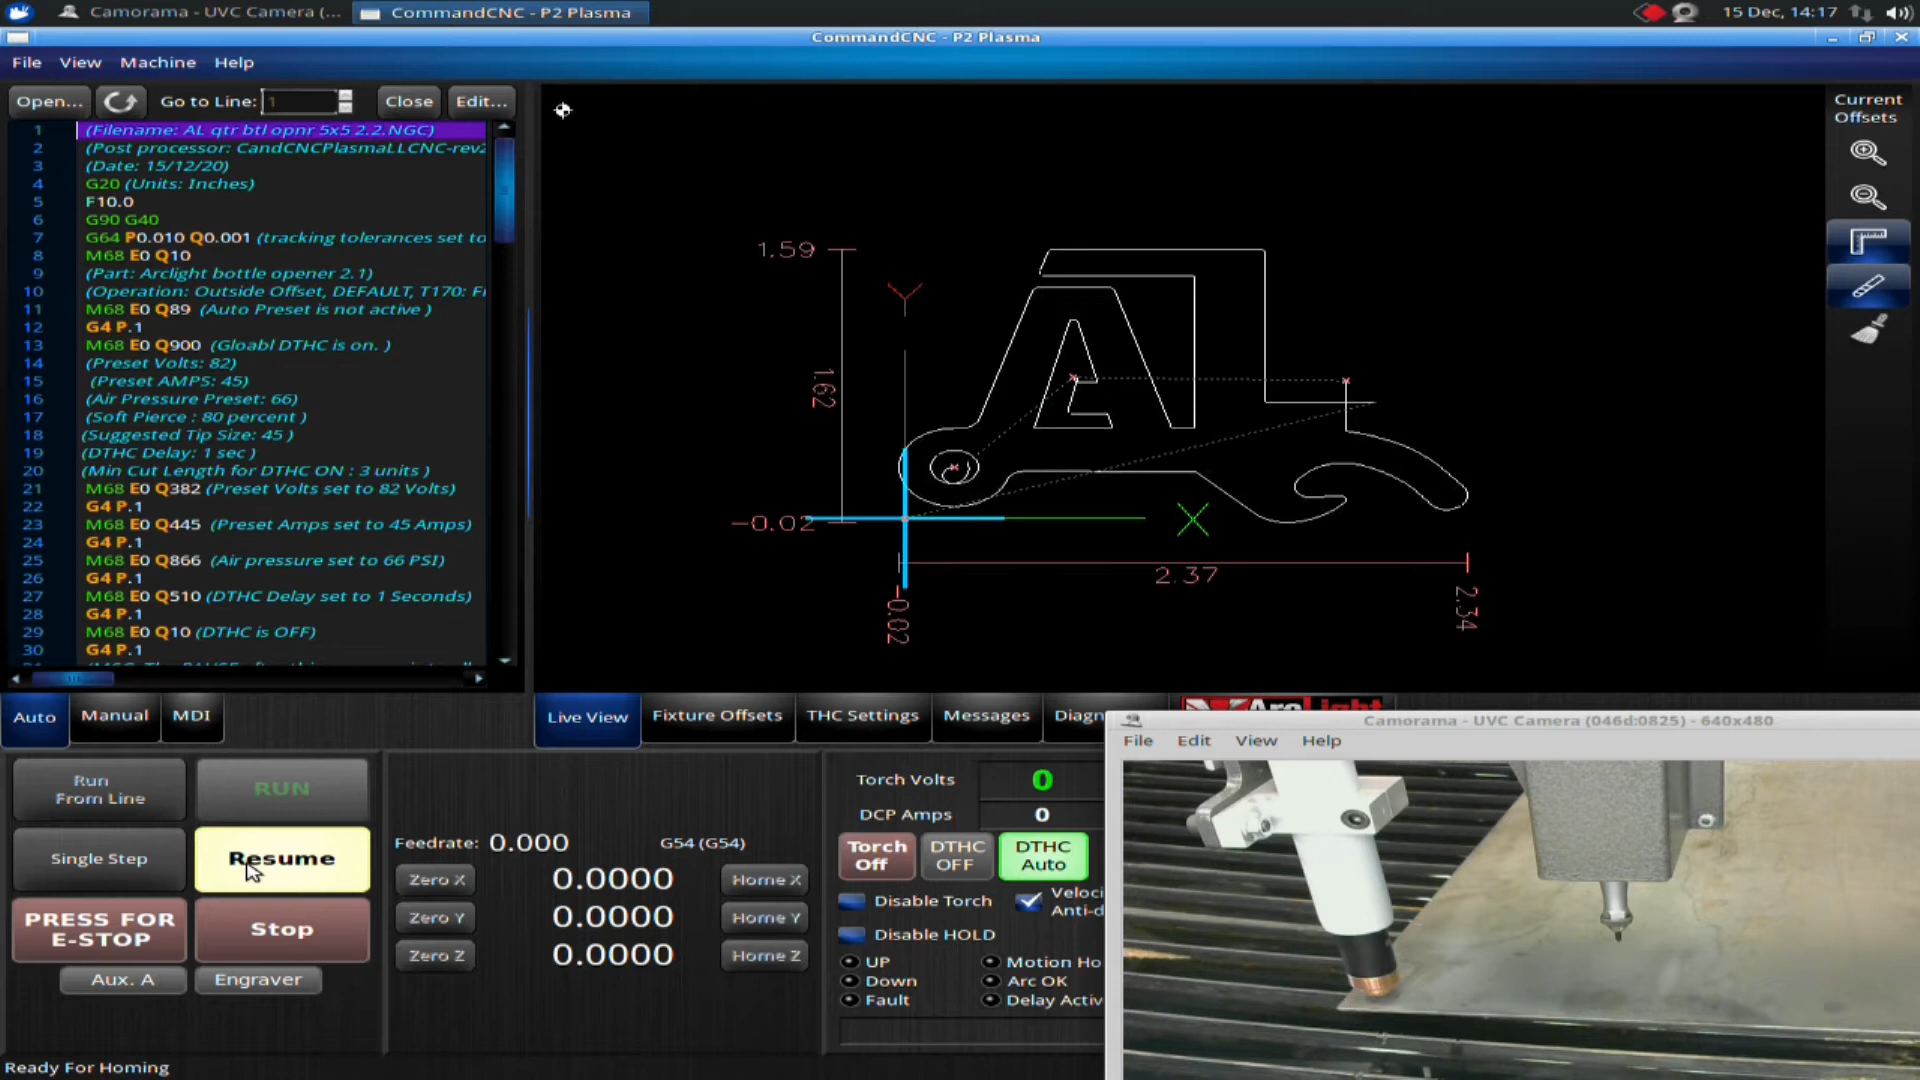 Camorama - UVC Camera (...
CommandCNC - P2 Plasma
15 Dec, 14:17
CommandCNC - P2 Plasma
File View Machine Help
Open... Go to Line: 1 Close Edit...
1 (Filename: AL qtr btl opnr 5x5 2.2.NGC)
2 (Post processor: CandCNCPlasmaLLCNC-rev2
3 (Date: 15/12/20)
4 G20 (Units: Inches)
5 F10.0
6 G90 G40
7 G64 P0.010 Q0.001 (tracking tolerances set to
8 M68 E0 Q10
9 (Part: Arclight bottle opener 2.1)
10 (Operation: Outside Offset, DEFAULT, T170:
11 M68 E0 Q89 (Auto Preset is not active )
12 G4 P.1
13 M68 E0 Q900 (Gloabl DTHC is on. )
14 (Preset Volts: 82)
15 (Preset AMPS: 45)
16 (Air Pressure Preset: 66)
17 (Soft Pierce : 80 percent )
18 (Suggested Tip Size: 45 )
19 (DTHC Delay: 1 sec )
20 (Min Cut Length for DTHC ON : 3 units )
21 M68 E0 Q382 (Preset Volts set to 82 Volts)
22 G4 P.1
23 M68 E0 Q445 (Preset Amps set to 45 Amps)
24 G4 P.1
25 M68 E0 Q866 (Air pressure set to 66 PSI)
26 G4 P.1
27 M68 E0 Q510 (DTHC Delay set to 1 Seconds)
28 G4 P.1
29 M68 E0 Q10 (DTHC is OFF)
30 G4 P.1
1.59
Y
1.62
-0.02
X
2.37
-0.02
2.34
Current
Offsets
Auto Manual MDI
Live View Fixture Offsets THC Settings Messages Diagn
ArcLight
Run
From Line
RUN
Single Step
Resume
PRESS FOR
E-STOP
Stop
Aux. A
Engraver
Feedrate: 0.000 G54 (G54)
Zero X 0.0000 Home X
Zero Y 0.0000 Home Y
Zero Z 0.0000 Home Z
Torch Volts 0
DCP Amps 0
Torch
Off
DTHC
OFF
DTHC
Auto
Disable Torch
Veloci
Anti-d
Disable HOLD
UP Motion Ho
Down Arc OK
Fault Delay Activ
Camorama - UVC Camera (046d:0825) - 640x480
File Edit View Help
Ready For Homing